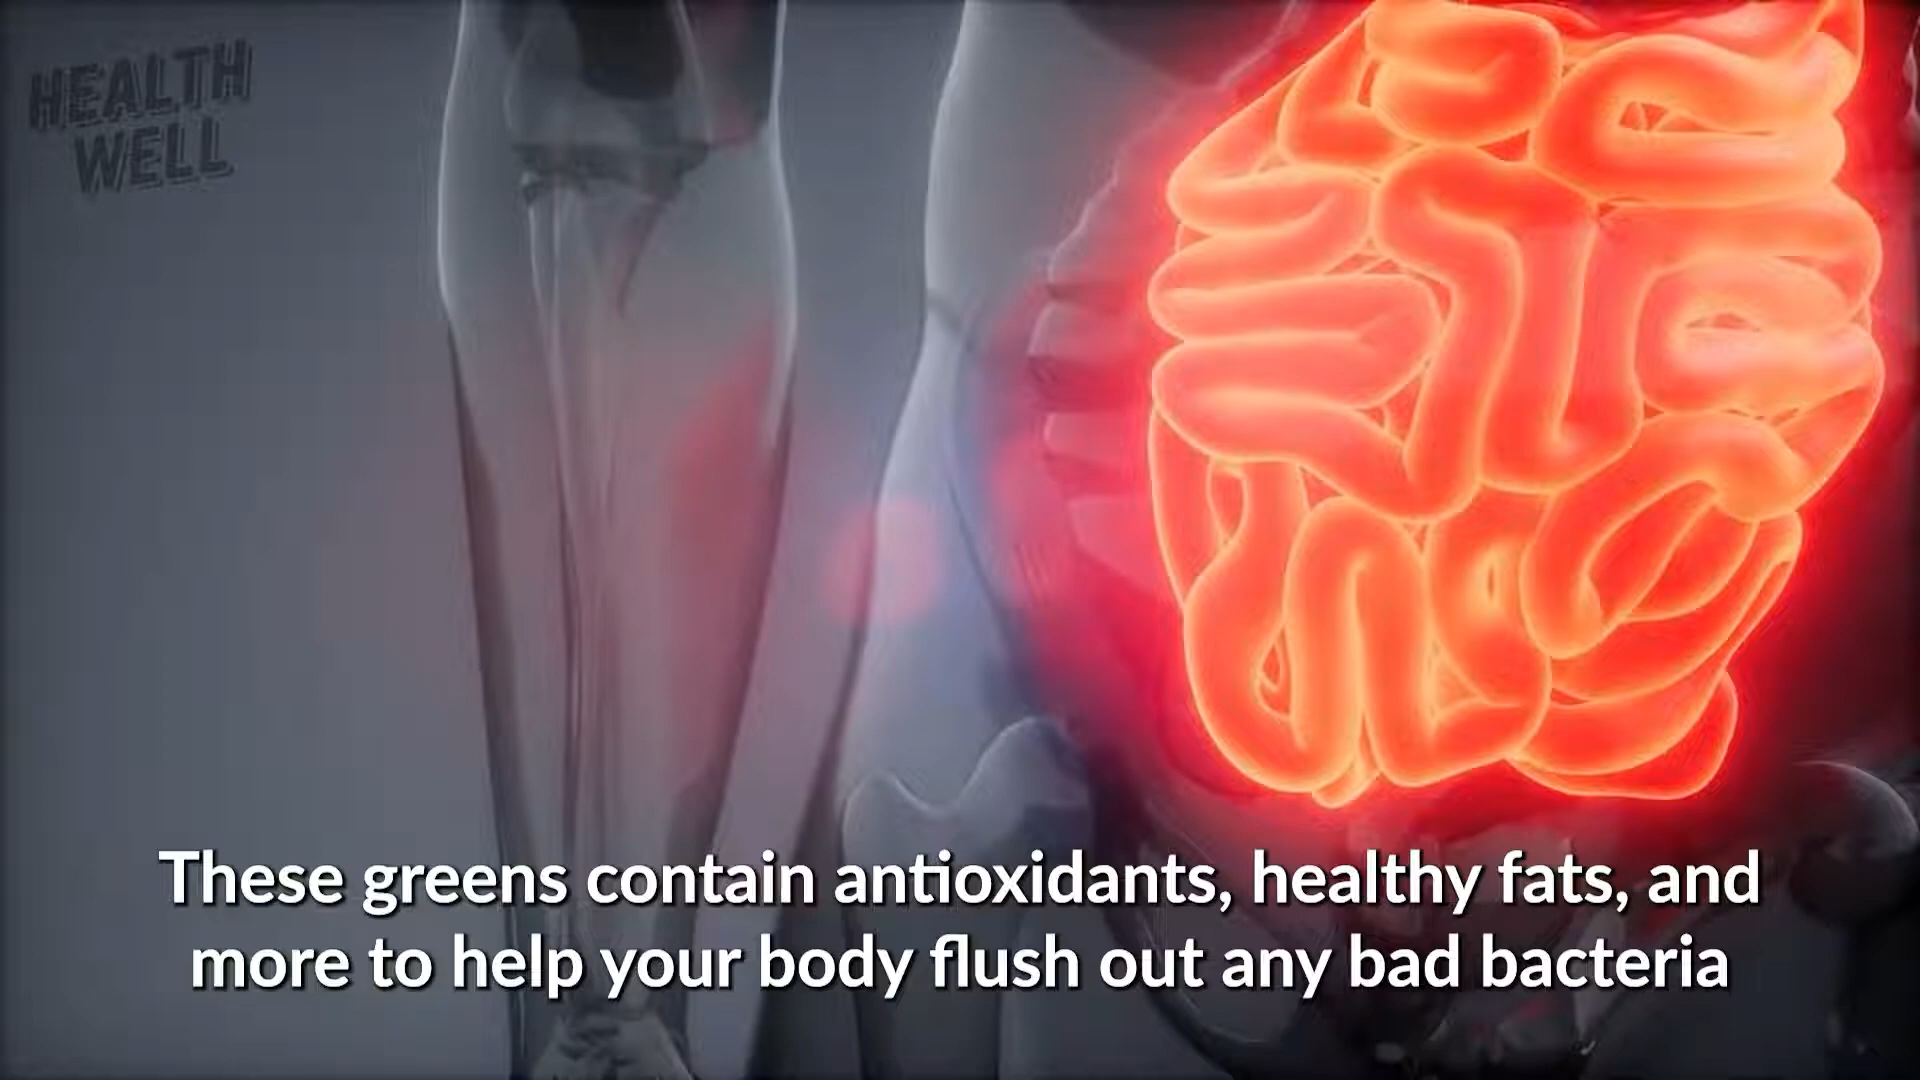 HEALTH
WELL
These greens contain antioxidants, healthy fats, and
more to help your body flush out any bad bacteria